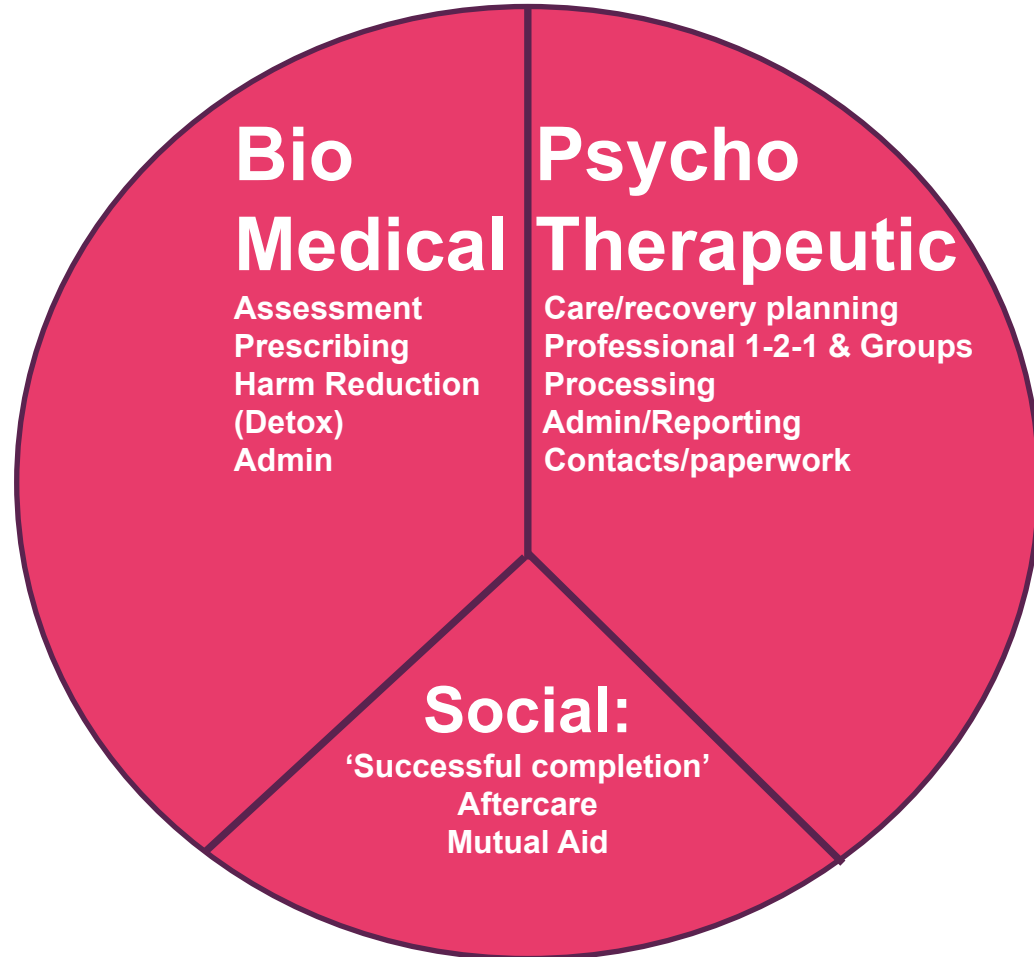 Bio
Medical
Assessment
Prescribing
Harm Reduction
(Detox)
Admin
Psycho
Therapeutic
Care/recovery planning
Professional 1-2-1 & Groups
Processing
Admin/Reporting
Contacts/paperwork
Social:
‘Successful completion’
Aftercare
Mutual Aid